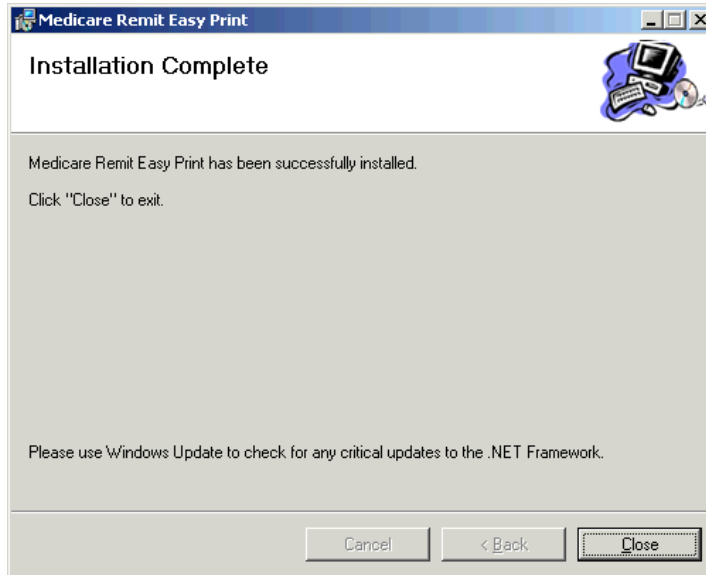 Medicare Remit Easy Print
Installation Complete
Medicare Remit Easy Print has been successfully installed.
Click "Close" to exit.
Please use Windows Update to check for any critical updates to the .NET Framework.
Cancel
< Back
Close